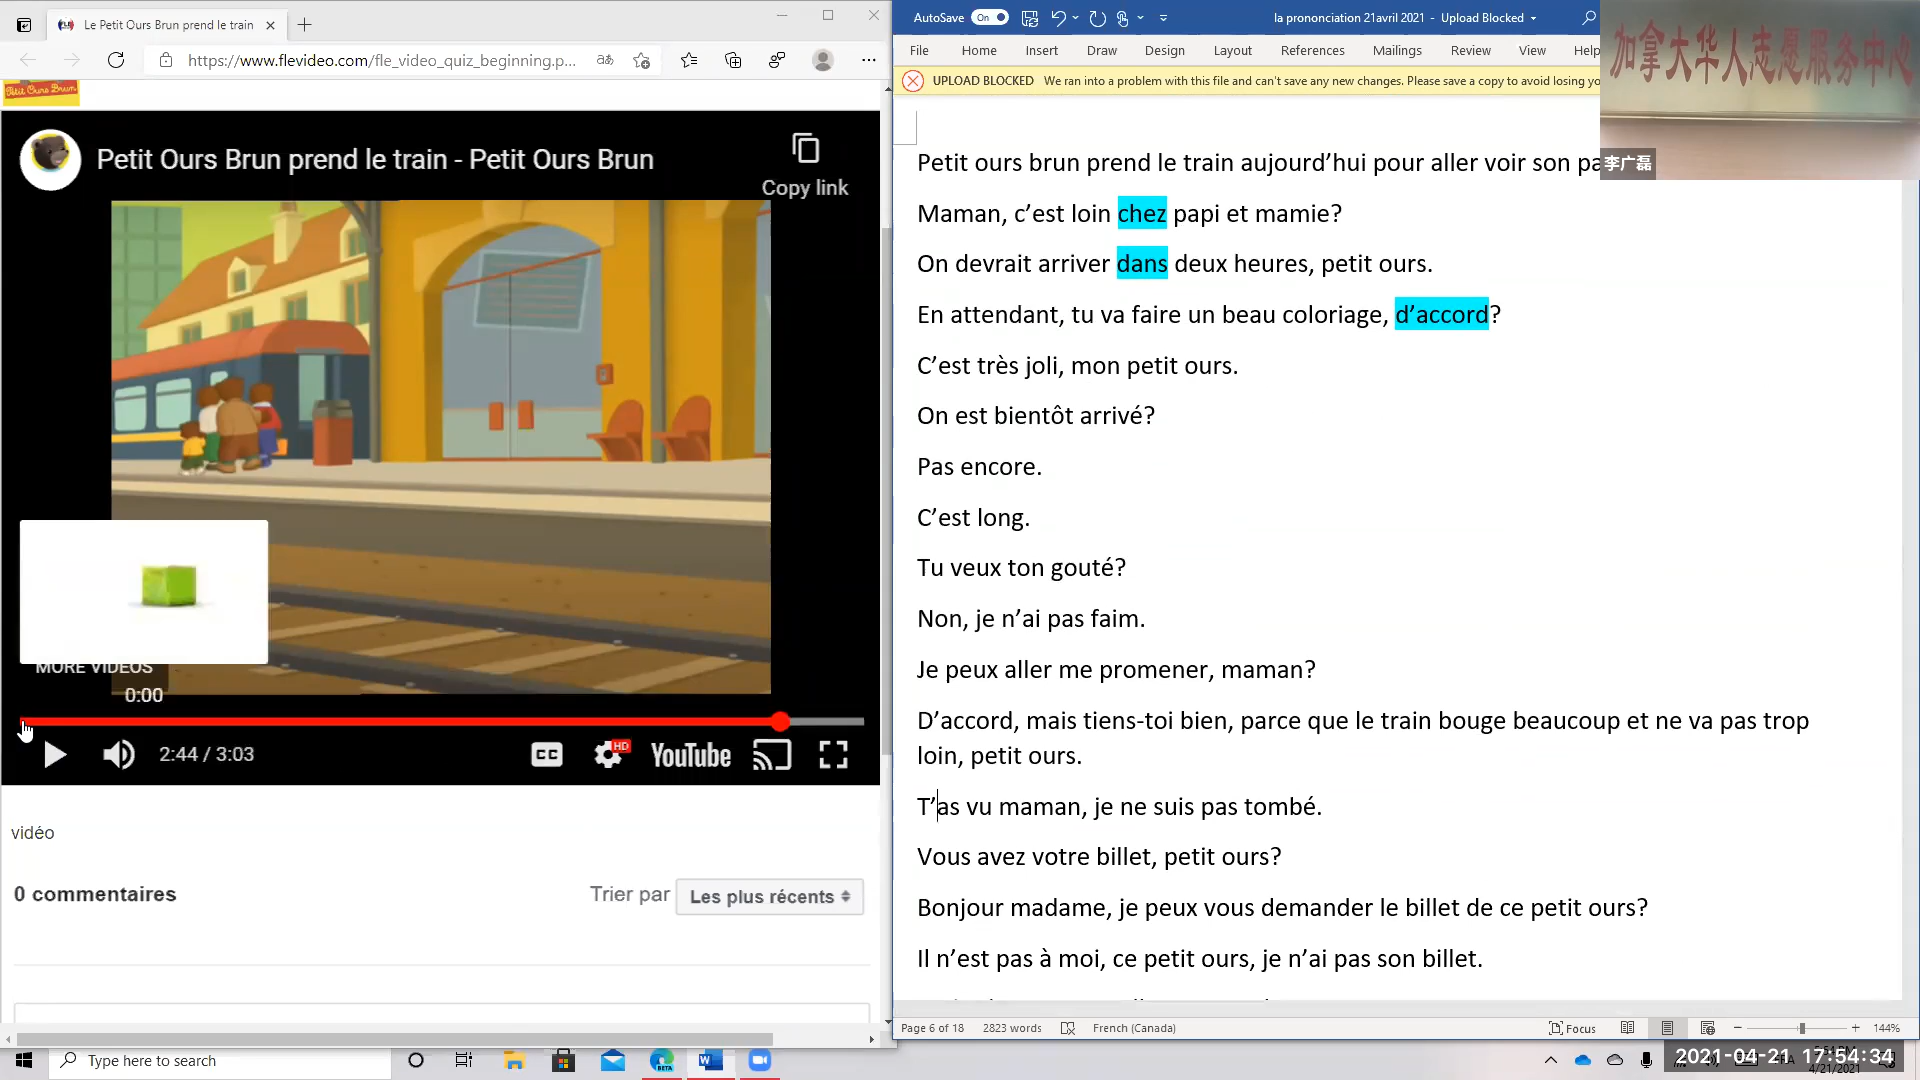 Le Petit Ours Brun prend le train
https://www.flevideo.com/fle_video_quiz_beginning.p...
Petit Ours Brun
Petit Ours Brun prend le train - Petit Ours Brun
Copy link
MORE VIDEOS
0:00
2:44 / 3:03
CC
HD
YouTube
vidéo
0 commentaires
Trier par
Les plus récents
AutoSave
On
la prononciation 21avril 2021 - Upload Blocked
File Home Insert Draw Design Layout References Mailings Review View Help
UPLOAD BLOCKED We ran into a problem with this file and can't save any new changes. Please save a copy to avoid losing yo
加拿大华人志愿服务中心
李广磊
Petit ours brun prend le train aujourd’hui pour aller voir son pa
Maman, c’est loin chez papi et mamie?
On devrait arriver dans deux heures, petit ours.
En attendant, tu va faire un beau coloriage, d’accord?
C’est très joli, mon petit ours.
On est bientôt arrivé?
Pas encore.
C’est long.
Tu veux ton gouté?
Non, je n’ai pas faim.
Je peux aller me promener, maman?
D’accord, mais tiens-toi bien, parce que le train bouge beaucoup et ne va pas trop
loin, petit ours.
T’as vu maman, je ne suis pas tombé.
Vous avez votre billet, petit ours?
Bonjour madame, je peux vous demander le billet de ce petit ours?
Il n’est pas à moi, ce petit ours, je n’ai pas son billet.
Page 6 of 18 2823 words French (Canada)
Focus
144%
Type here to search
BETA
2021-04-21 17:54:34
4/21/2021